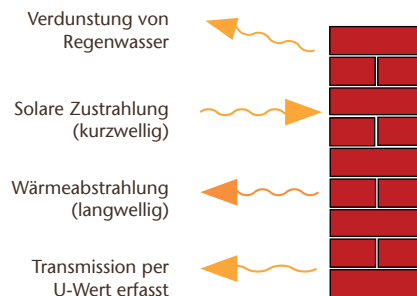 Verdunstung von
Regenwasser
Solare Zustrahlung
(kurzwellig)
Wärmeabstrahlung
(langwellig)
Transmission per
U-Wert erfasst